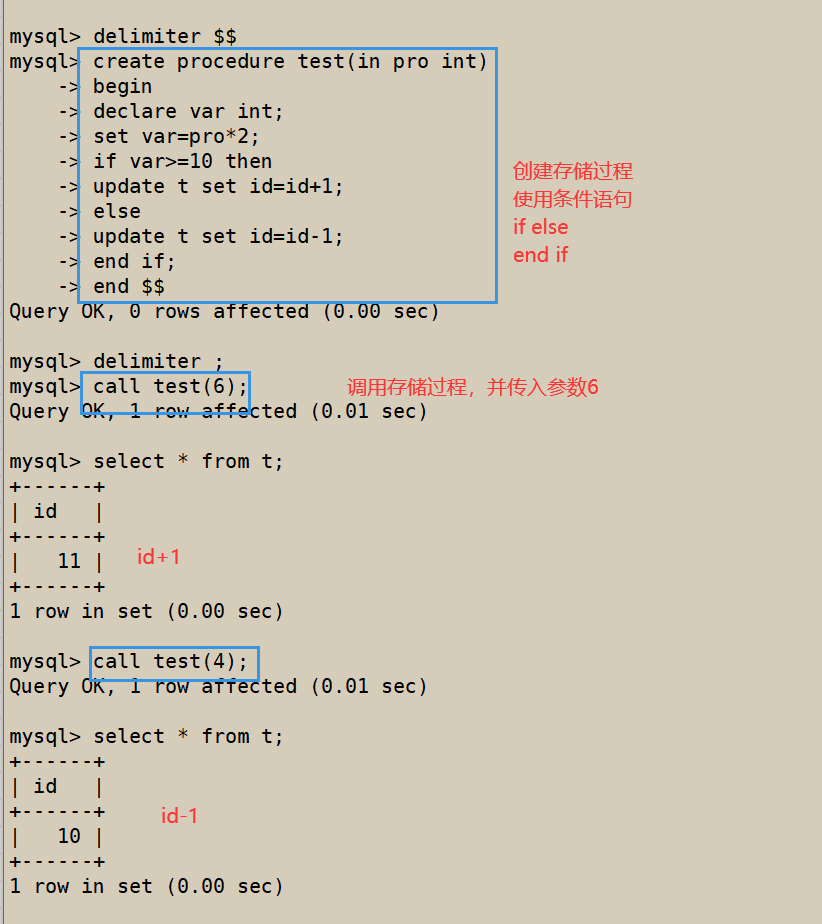 mysql> delimiter $$
mysql> create procedure test(in pro int)
    -> begin
    -> declare var int;
    -> set var=pro*2;
    -> if var>=10 then
    -> update t set id=id+1;
    -> else
    -> update t set id=id-1;
    -> end if;
    -> end $$
创建存储过程
使用条件语句
if else
end if
Query OK, 0 rows affected (0.00 sec)
mysql> delimiter ;
mysql> call test(6);
调用存储过程，并传入参数6
Query OK, 1 row affected (0.01 sec)
mysql> select * from t;
+------+
| id   |
+------+
|   11 |
id+1
+------+
1 row in set (0.00 sec)
mysql> call test(4);
Query OK, 1 row affected (0.01 sec)
mysql> select * from t;
+------+
| id   |
+------+
id-1
|   10 |
+------+
1 row in set (0.00 sec)